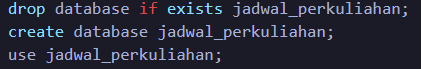 drop database if exists jadwal_perkuliahan;
create database jadwal_perkuliahan;
use jadwal_perkuliahan;